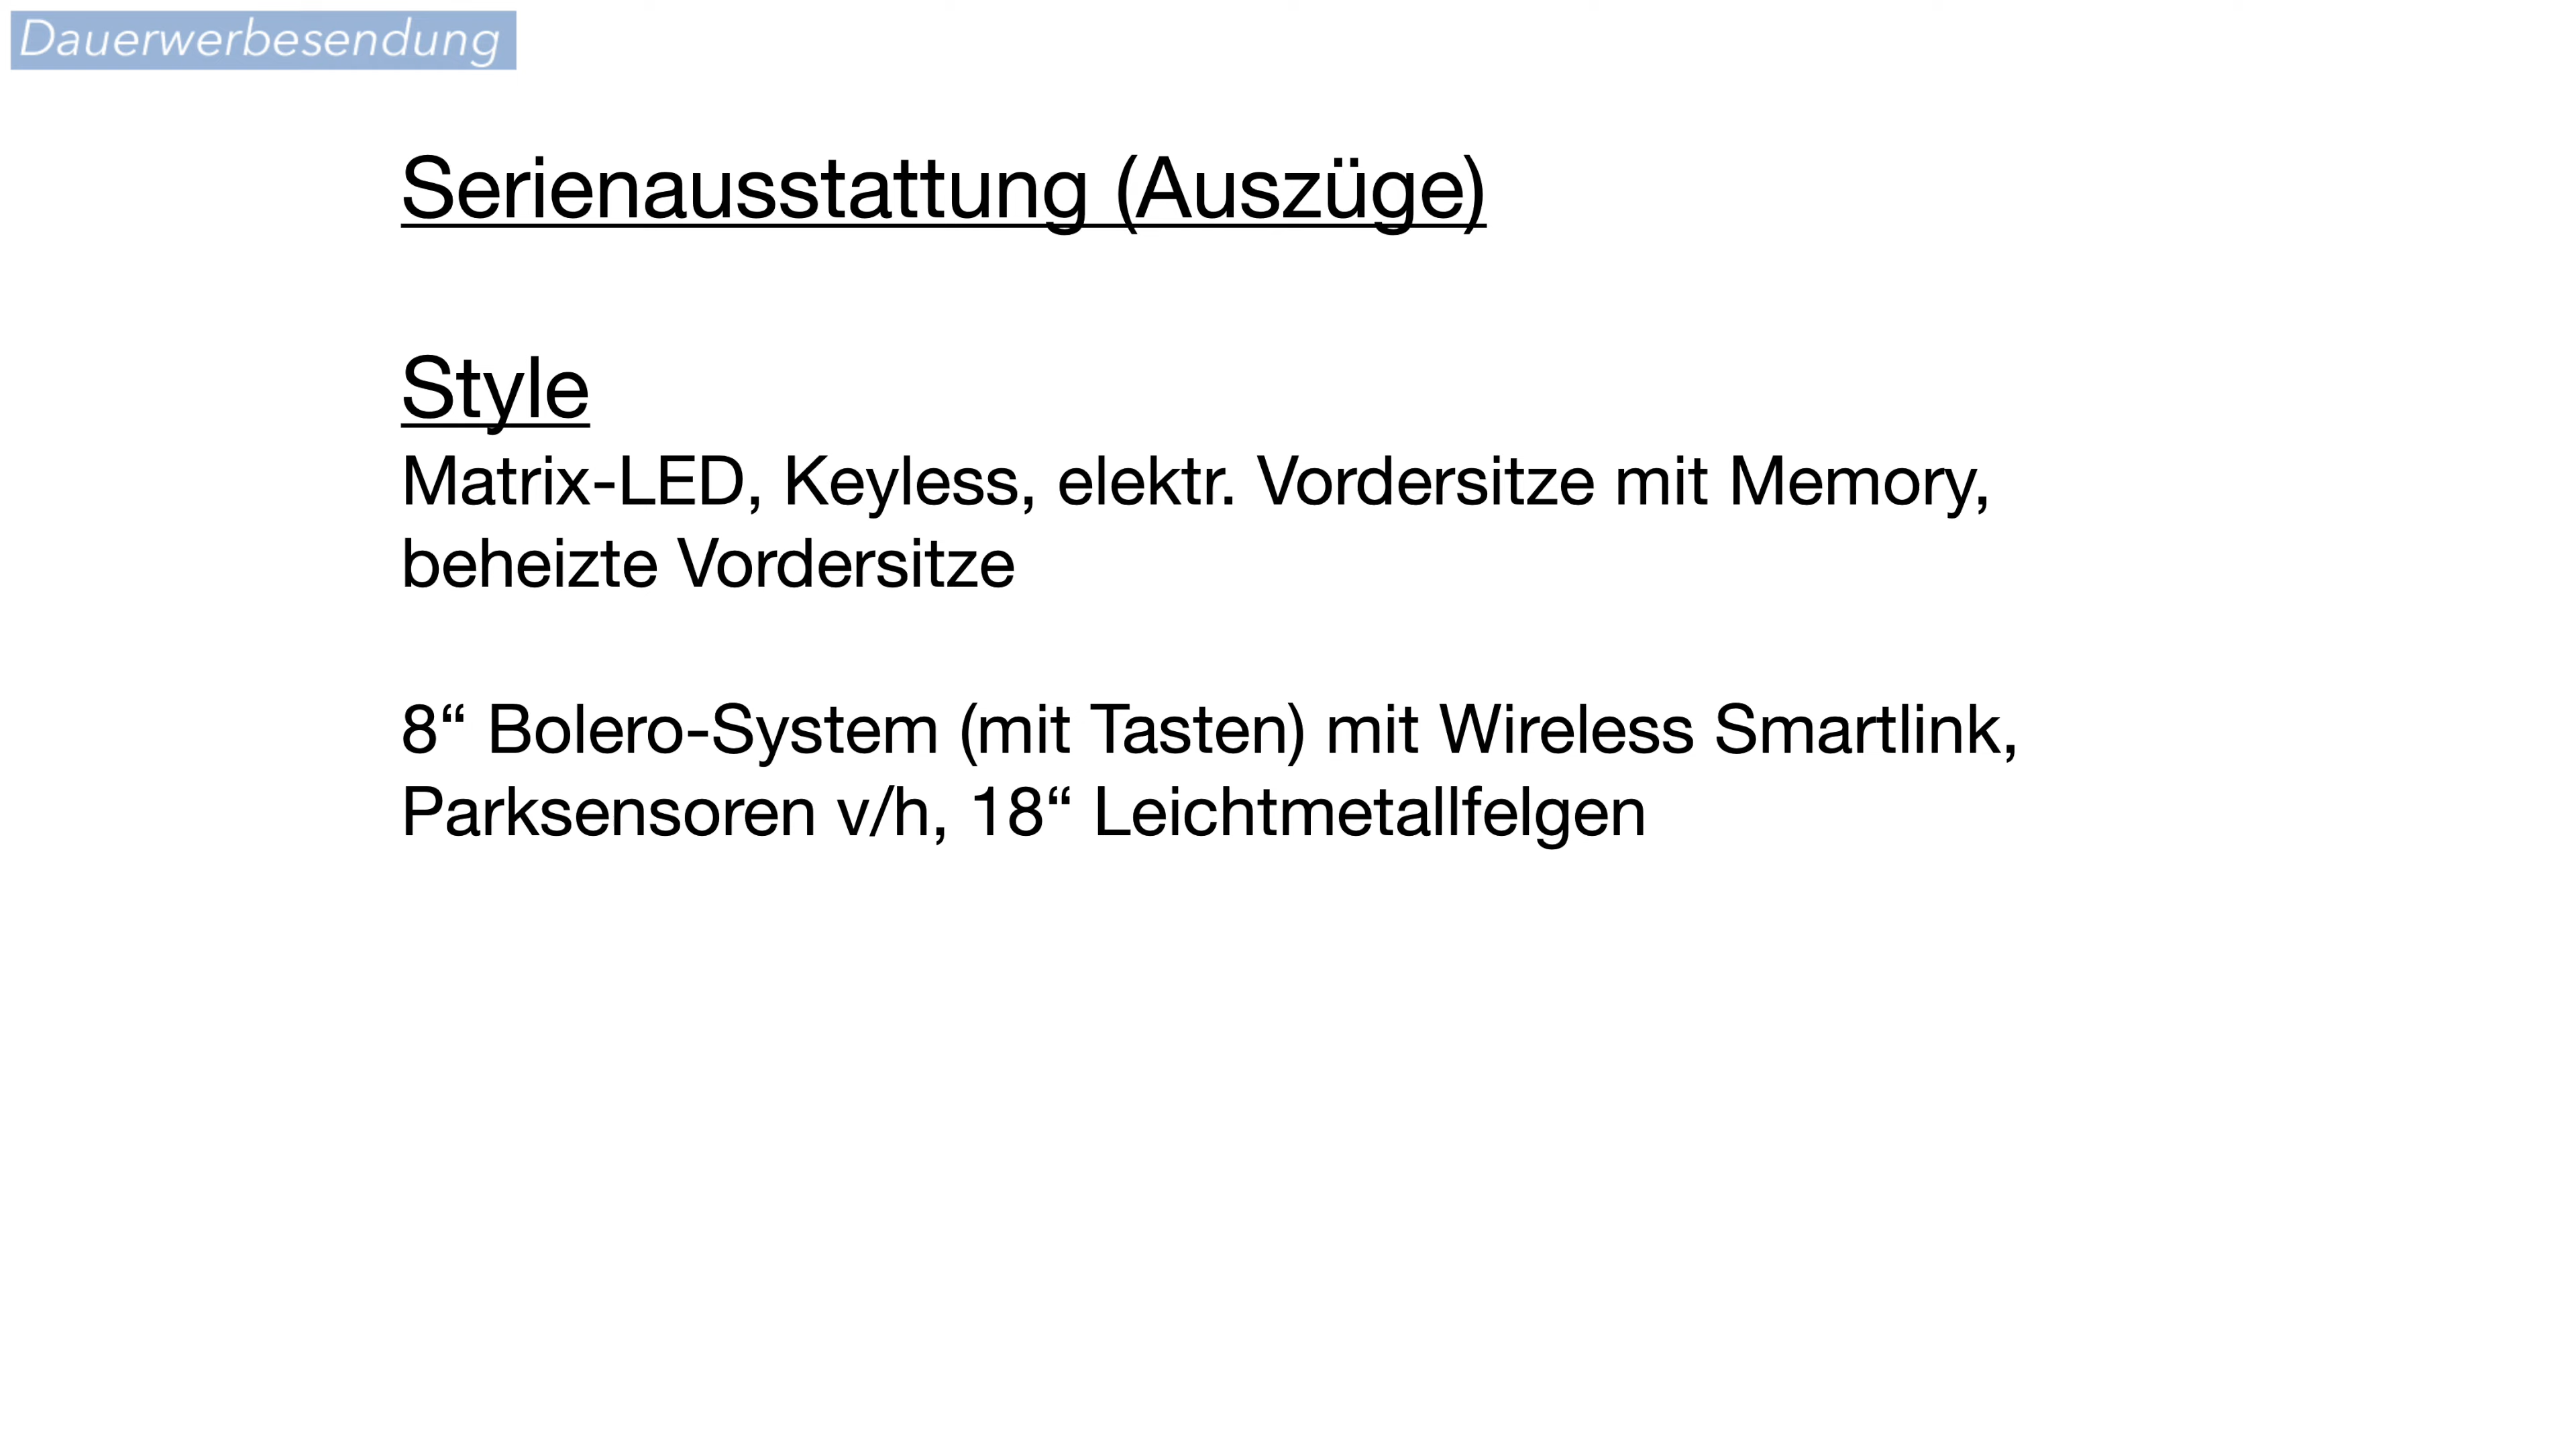 Dauerwerbesendung
Serienausstattung (Auszüge)
Style
Matrix-LED, Keyless, elektr. Vordersitze mit Memory,
beheizte Vordersitze
8“ Bolero-System (mit Tasten) mit Wireless Smartlink,
Parksensoren v/h, 18“ Leichtmetallfelgen